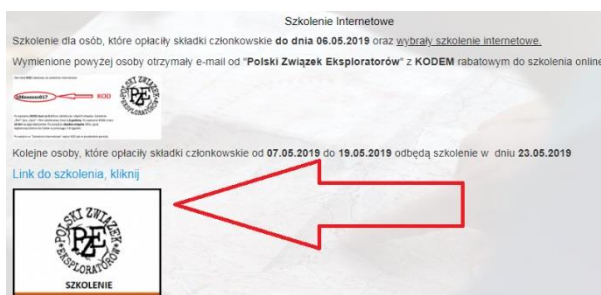 Szkolenie Internetowe
Szkolenie dla osób, które opłaciły składki członkowskie do dnia 06.05.2019 oraz wybrały szkolenie internetowe.
Wymienione powyżej osoby otrzymały e-mail od "Polski Związek Eksploratorów" z KODEM rabatowym do szkolenia online
KOD
PZE
Kolejne osoby, które opłaciły składki członkowskie od 07.05.2019 do 19.05.2019 odbędą szkolenie w dniu 23.05.2019
Link do szkolenia, kliknij
POLSKI ZWIĄZEK EKSPLORATORÓW
PZE
SZKOLENIE